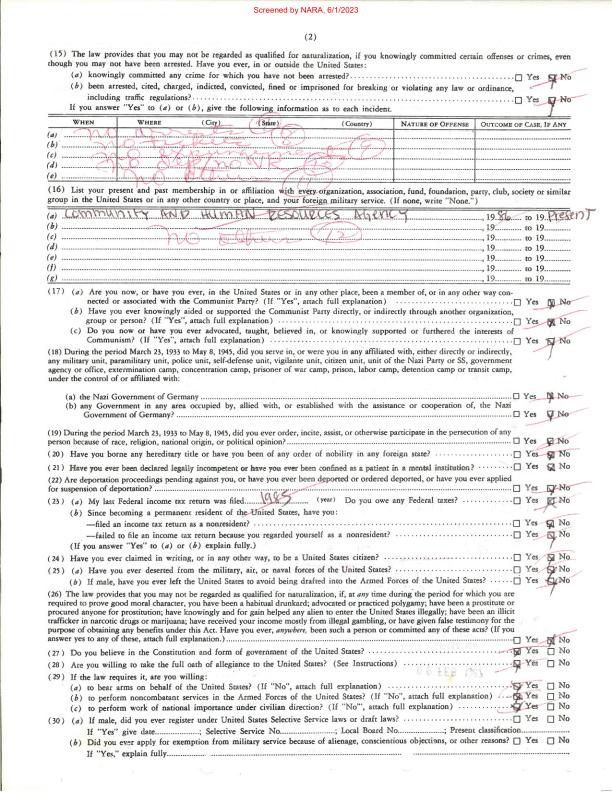 Screened by NARA, 6/1/2023
(2)
(15) The law provides that you may not be regarded as qualified for naturalization, if you knowingly committed certain offenses or crimes, even
though you may not have been arrested. Have you ever, in or outside the United States:
(a) knowingly committed any crime for which you have not been arrested? ☐ Yes ☒ No
(b) been arrested, cited, charged, indicted, convicted, fined or imprisoned for breaking or violating any law or ordinance,
including traffic regulations? ☐ Yes ☒ No
If you answer "Yes" to (a) or (b), give the following information as to each incident.
WHEN WHERE (City) (State) (Country) NATURE OF OFFENSE OUTCOME OF CASE, IF ANY
(a) no arrests
(b) no
(c)
(d) no
(e) no others
(16) List your present and past membership in or affiliation with every organization, association, fund, foundation, party, club, society or similar
group in the United States or in any other country or place, and your foreign military service. (If none, write "None.")
(a) COMMUNITY AND HUMAN RESOURCES AGENCY, 1986 to 19 Present
(b) , 19 to 19
(c) no others (12) , 19 to 19
(d) , 19 to 19
(e) , 19 to 19
(f) , 19 to 19
(g) , 19 to 19
(17) (a) Are you now, or have you ever, in the United States or in any other place, been a member of, or in any other way con-
nected or associated with the Communist Party? (If "Yes", attach full explanation) ☐ Yes ☒ No
(b) Have you ever knowingly aided or supported the Communist Party directly, or indirectly through another organization,
group or person? (If "Yes", attach full explanation) ☐ Yes ☒ No
(c) Do you now or have you ever advocated, taught, believed in, or knowingly supported or furthered the interests of
Communism? (If "Yes", attach full explanation) ☐ Yes ☒ No
(18) During the period March 23, 1933 to May 8, 1945, did you serve in, or were you in any affiliated with, either directly or indirectly,
any military unit, paramilitary unit, police unit, self-defense unit, vigilante unit, citizen unit, unit of the Nazi Party or SS, government
agency or office, extermination camp, concentration camp, prisoner of war camp, prison, labor camp, detention camp or transit camp,
under the control of or affiliated with:
(a) the Nazi Government of Germany ☐ Yes ☒ No
(b) any Government in any area occupied by, allied with, or established with the assistance or cooperation of, the Nazi
Government of Germany? ☐ Yes ☒ No
(19) During the period March 23, 1933 to May 8, 1945, did you ever order, incite, assist, or otherwise participate in the persecution of any
person because of race, religion, national origin, or political opinion? ☐ Yes ☒ No
(20) Have you borne any hereditary title or have you been of any order of nobility in any foreign state? ☐ Yes ☒ No
(21) Have you ever been declared legally incompetent or have you ever been confined as a patient in a mental institution? ☐ Yes ☒ No
(22) Are deportation proceedings pending against you, or have you ever been deported or ordered deported, or have you ever applied
for suspension of deportation? ☐ Yes ☒ No
(23) (a) My last Federal income tax return was filed 1985 (year) Do you owe any Federal taxes? ☐ Yes ☒ No
(b) Since becoming a permanent resident of the United States, have you:
—filed an income tax return as a nonresident? ☐ Yes ☒ No
—failed to file an income tax return because you regarded yourself as a nonresident? ☐ Yes ☒ No
(If you answer "Yes" to (a) or (b) explain fully.)
(24) Have you ever claimed in writing, or in any other way, to be a United States citizen? ☐ Yes ☒ No
(25) (a) Have you ever deserted from the military, air, or naval forces of the United States? ☐ Yes ☒ No
(b) If male, have you ever left the United States to avoid being drafted into the Armed Forces of the United States? ☐ Yes ☒ No
(26) The law provides that you may not be regarded as qualified for naturalization, if, at any time during the period for which you are
required to prove good moral character, you have been a habitual drunkard; advocated or practiced polygamy; have been a prostitute or
procured anyone for prostitution; have knowingly and for gain helped any alien to enter the United States illegally; have been an illicit
trafficker in narcotic drugs or marijuana; have received your income mostly from illegal gambling, or have given false testimony for the
purpose of obtaining any benefits under this Act. Have you ever, anywhere, been such a person or committed any of these acts? (If you
answer yes to any of these, attach full explanation.) ☐ Yes ☒ No
(27) Do you believe in the Constitution and form of government of the United States? ☒ Yes ☐ No
(28) Are you willing to take the full oath of allegiance to the United States? (See Instructions) ☒ Yes ☐ No
(29) If the law requires it, are you willing:
(a) to bear arms on behalf of the United States? (If "No", attach full explanation) ☒ Yes ☐ No
(b) to perform noncombatant services in the Armed Forces of the United States? (If "No", attach full explanation) ☒ Yes ☐ No
(c) to perform work of national importance under civilian direction? (If "No", attach full explanation) ☒ Yes ☐ No
(30) (a) If male, did you ever register under United States Selective Service laws or draft laws? ☐ Yes ☐ No
If "Yes" give date; Selective Service No.; Local Board No.; Present classification
(b) Did you ever apply for exemption from military service because of alienage, conscientious objections, or other reasons? ☐ Yes ☐ No
If "Yes," explain fully